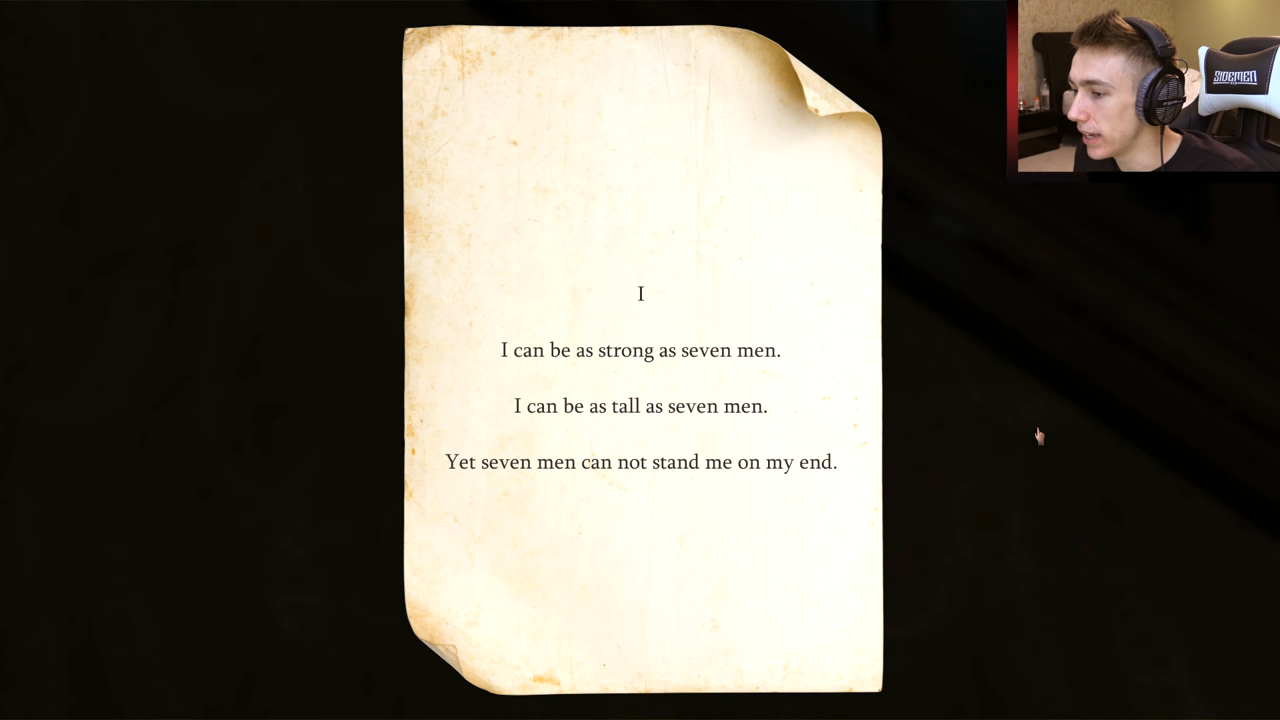 SIDEMEN
I
I can be as strong as seven men.
I can be as tall as seven men.
Yet seven men can not stand me on my end.